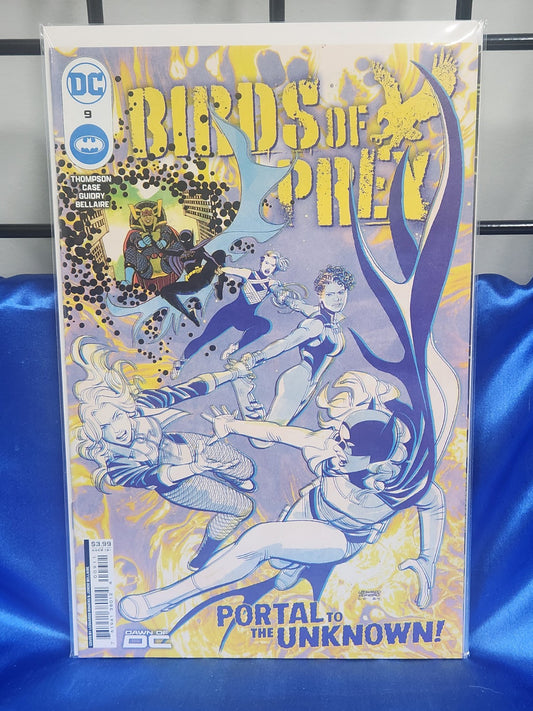 DC
9
BIRDS OF
PREY
THOMPSON
CASE
GUIDRY
BELLAIRE
$3.99
PORTAL TO
THE UNKNOWN!
DAWN OF
DC